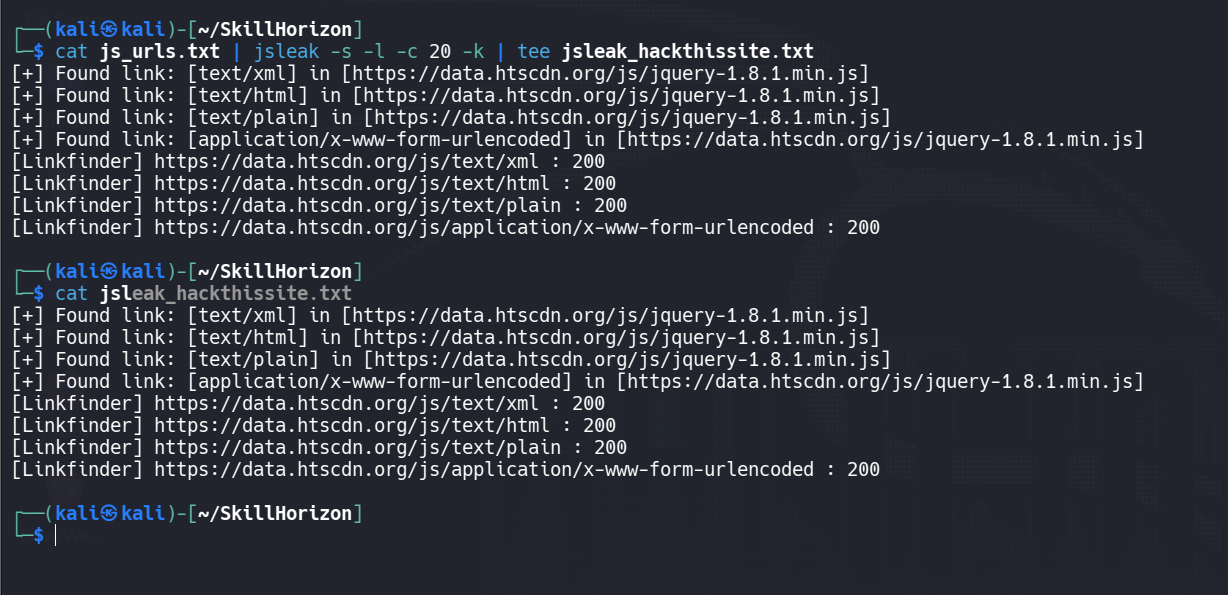 ┌──(kali㉿kali)-[~/SkillHorizon]
└─$ cat js_urls.txt | jsleak -s -l -c 20 -k | tee jsleak_hackthissite.txt
[+] Found link: [text/xml] in [https://data.htscdn.org/js/jquery-1.8.1.min.js]
[+] Found link: [text/html] in [https://data.htscdn.org/js/jquery-1.8.1.min.js]
[+] Found link: [text/plain] in [https://data.htscdn.org/js/jquery-1.8.1.min.js]
[+] Found link: [application/x-www-form-urlencoded] in [https://data.htscdn.org/js/jquery-1.8.1.min.js]
[Linkfinder] https://data.htscdn.org/js/text/xml : 200
[Linkfinder] https://data.htscdn.org/js/text/html : 200
[Linkfinder] https://data.htscdn.org/js/text/plain : 200
[Linkfinder] https://data.htscdn.org/js/application/x-www-form-urlencoded : 200
┌──(kali㉿kali)-[~/SkillHorizon]
└─$ cat jsleak_hackthissite.txt
[+] Found link: [text/xml] in [https://data.htscdn.org/js/jquery-1.8.1.min.js]
[+] Found link: [text/html] in [https://data.htscdn.org/js/jquery-1.8.1.min.js]
[+] Found link: [text/plain] in [https://data.htscdn.org/js/jquery-1.8.1.min.js]
[+] Found link: [application/x-www-form-urlencoded] in [https://data.htscdn.org/js/jquery-1.8.1.min.js]
[Linkfinder] https://data.htscdn.org/js/text/xml : 200
[Linkfinder] https://data.htscdn.org/js/text/html : 200
[Linkfinder] https://data.htscdn.org/js/text/plain : 200
[Linkfinder] https://data.htscdn.org/js/application/x-www-form-urlencoded : 200
┌──(kali㉿kali)-[~/SkillHorizon]
└─$